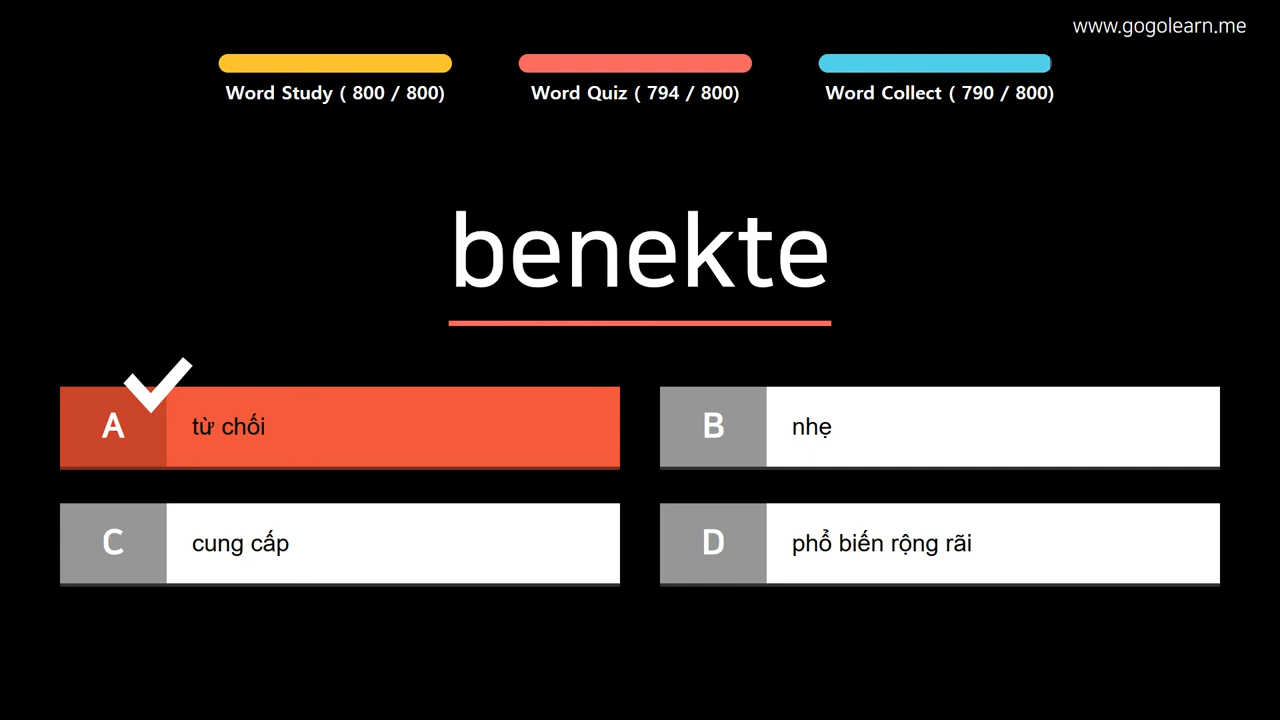 www.gogolearn.me
Word Study ( 800 / 800)
Word Quiz ( 794 / 800)
Word Collect ( 790 / 800)
benekte
A
từ chối
B
nhẹ
C
cung cấp
D
phổ biến rộng rãi